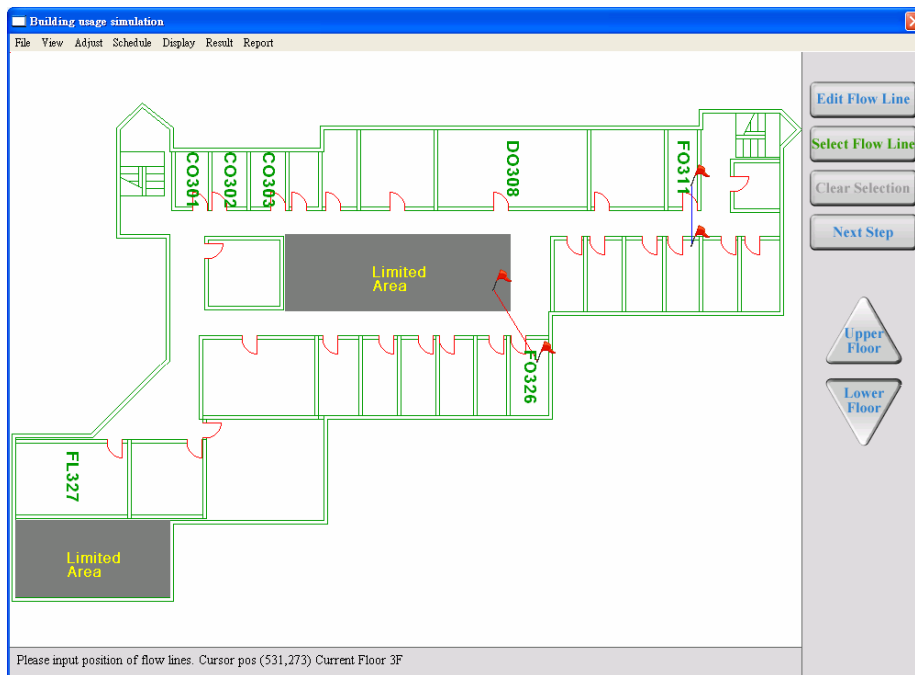 Building usage simulation
File View Adjust Schedule Display Result Report
Edit Flow Line
Select Flow Line
Clear Selection
Next Step
Upper
Floor
Lower
Floor
CO301
CO302
CO303
DO308
FO311
Limited
Area
FO326
FL327
Limited
Area
Please input position of flow lines. Cursor pos (531,273) Current Floor 3F